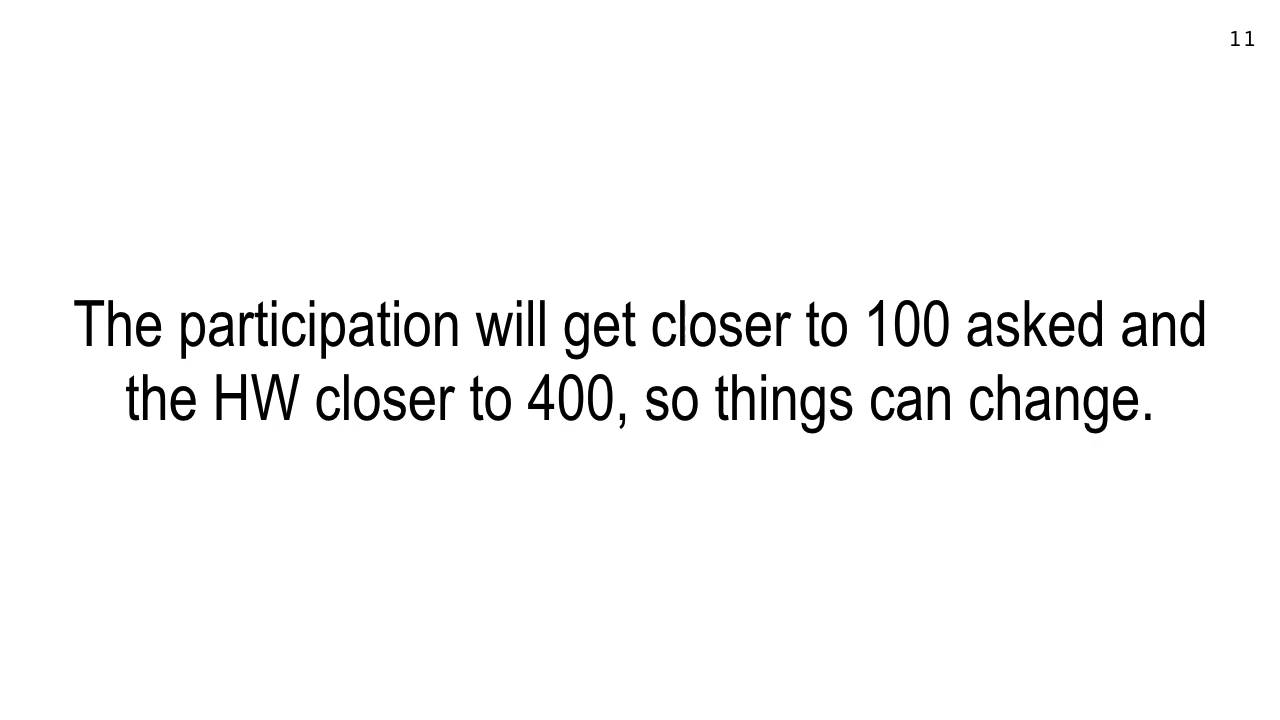 11
The participation will get closer to 100 asked and
the HW closer to 400, so things can change.